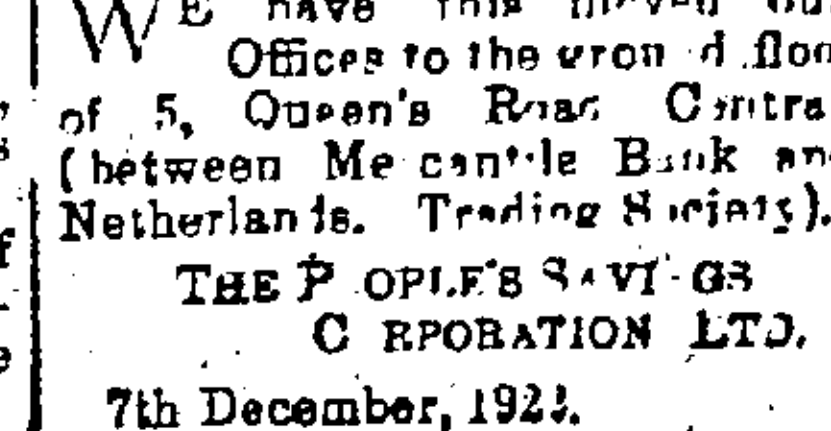 WE have this moved our
Offices to the ground floor
of 5, Queen's Road Central
(between Mercantile Bank and
Netherlands. Trading Society).
THE PEOPLE'S SAVINGS
CORPORATION LTD.
7th December,